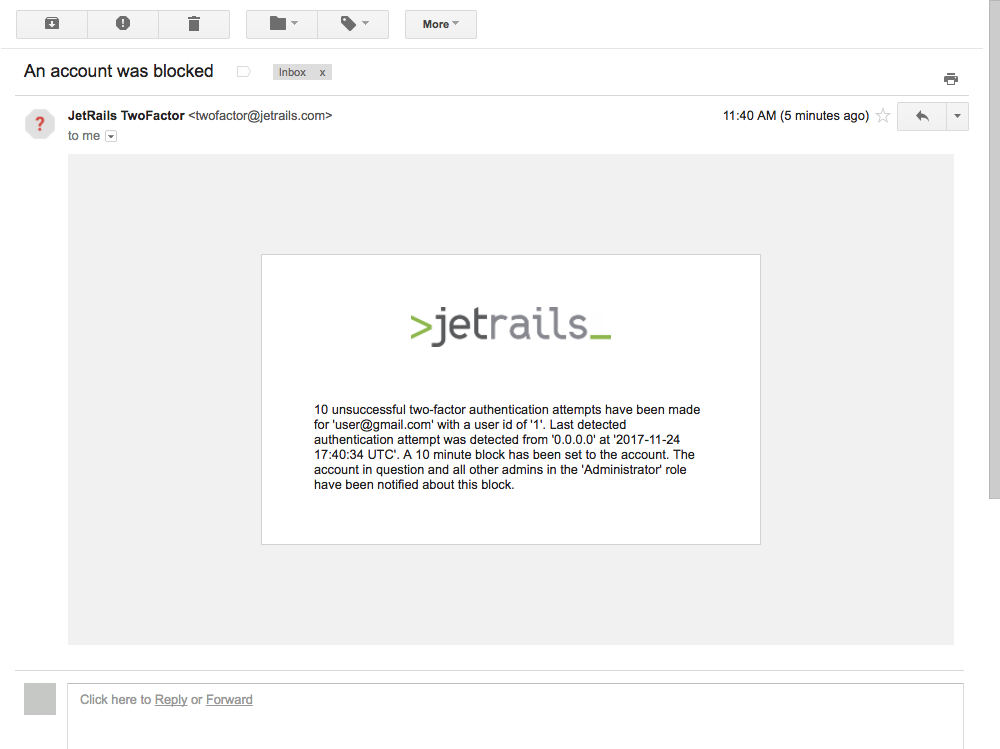 More
An account was blocked
Inbox x
?
JetRails TwoFactor <twofactor@jetrails.com>
11:40 AM (5 minutes ago)
to me
>jetrails_
10 unsuccessful two-factor authentication attempts have been made
for 'user@gmail.com' with a user id of '1'. Last detected
authentication attempt was detected from '0.0.0.0' at '2017-11-24
17:40:34 UTC'. A 10 minute block has been set to the account. The
account in question and all other admins in the 'Administrator' role
have been notified about this block.
Click here to Reply or Forward